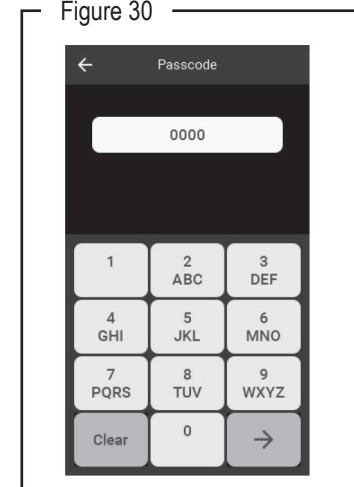 Figure 30
Passcode
0000
1 2 3
ABC DEF
4 5 6
GHI JKL MNO
7 8 9
PQRS TUV WXYZ
Clear 0